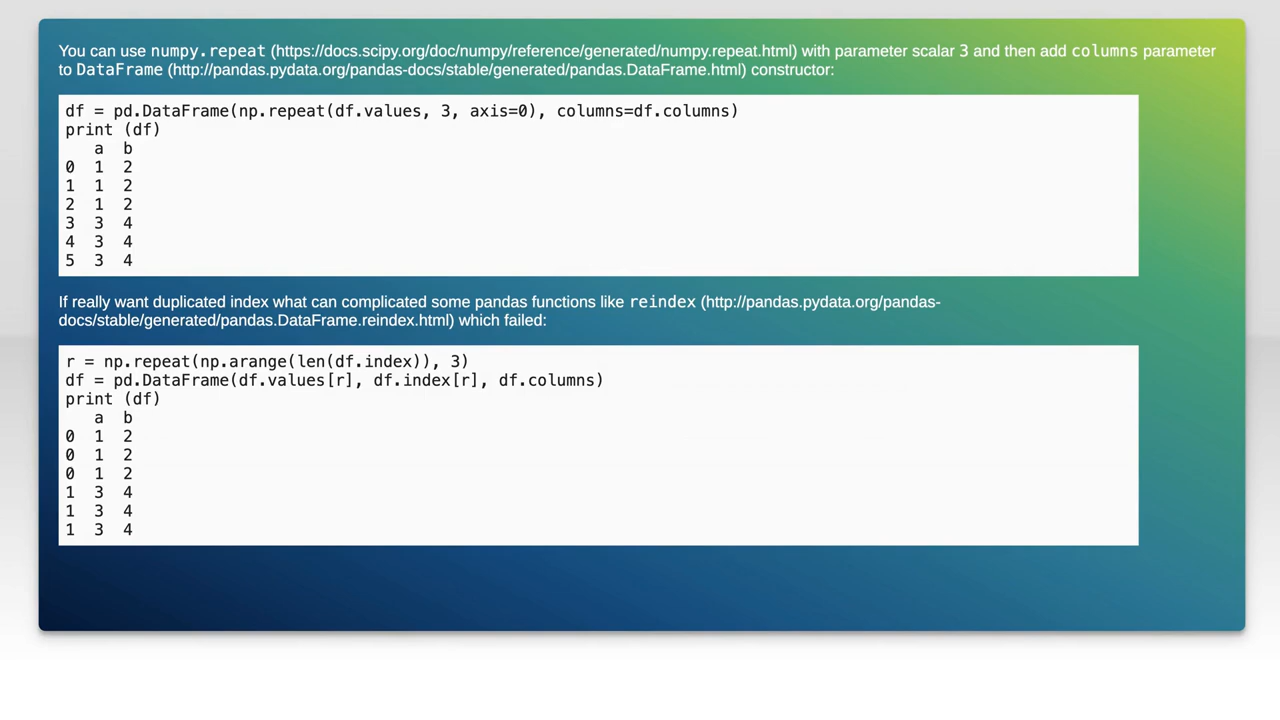 You can use numpy.repeat (https://docs.scipy.org/doc/numpy/reference/generated/numpy.repeat.html) with parameter scalar 3 and then add columns parameter
to DataFrame (http://pandas.pydata.org/pandas-docs/stable/generated/pandas.DataFrame.html) constructor:
df = pd.DataFrame(np.repeat(df.values, 3, axis=0), columns=df.columns)
print (df)
   a  b
0  1  2
1  1  2
2  1  2
3  3  4
4  3  4
5  3  4
If really want duplicated index what can complicated some pandas functions like reindex (http://pandas.pydata.org/pandas-
docs/stable/generated/pandas.DataFrame.reindex.html) which failed:
r = np.repeat(np.arange(len(df.index)), 3)
df = pd.DataFrame(df.values[r], df.index[r], df.columns)
print (df)
   a  b
0  1  2
0  1  2
0  1  2
1  3  4
1  3  4
1  3  4